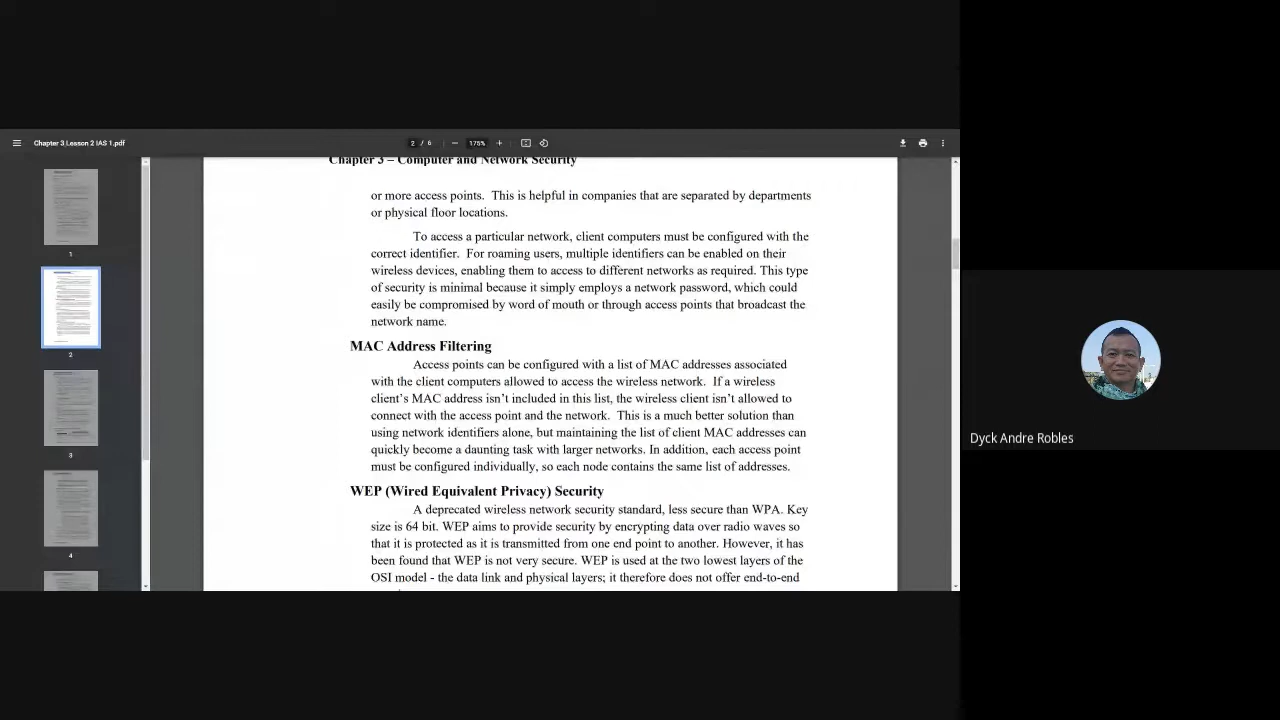 Chapter 3,Lesson 2 IAS 1.pdf
2 / 6
175%
Chapter 3 – Computer and Network Security
or more access points. This is helpful in companies that are separated by departments
or physical floor locations.
To access a particular network, client computers must be configured with the
correct identifier. For roaming users, multiple identifiers can be enabled on their
wireless devices, enabling them to access to different networks as required. This type
of security is minimal because it simply employs a network password, which could
easily be compromised by word of mouth or through access points that broadcast the
network name.
MAC Address Filtering
Access points can be configured with a list of MAC addresses associated
with the client computers allowed to access the wireless network. If a wireless
client's MAC address isn't included in this list, the wireless client isn't allowed to
connect with the access point and the network. This is a much better solution than
using network identifiers alone, but maintaining the list of client MAC addresses can
quickly become a daunting task with larger networks. In addition, each access point
must be configured individually, so each node contains the same list of addresses.
WEP (Wired Equivalent Privacy) Security
A deprecated wireless network security standard, less secure than WPA. Key
size is 64 bit. WEP aims to provide security by encrypting data over radio waves so
that it is protected as it is transmitted from one end point to another. However, it has
been found that WEP is not very secure. WEP is used at the two lowest layers of the
OSI model - the data link and physical layers; it therefore does not offer end-to-end
1
2
3
4
Dyck Andre Robles